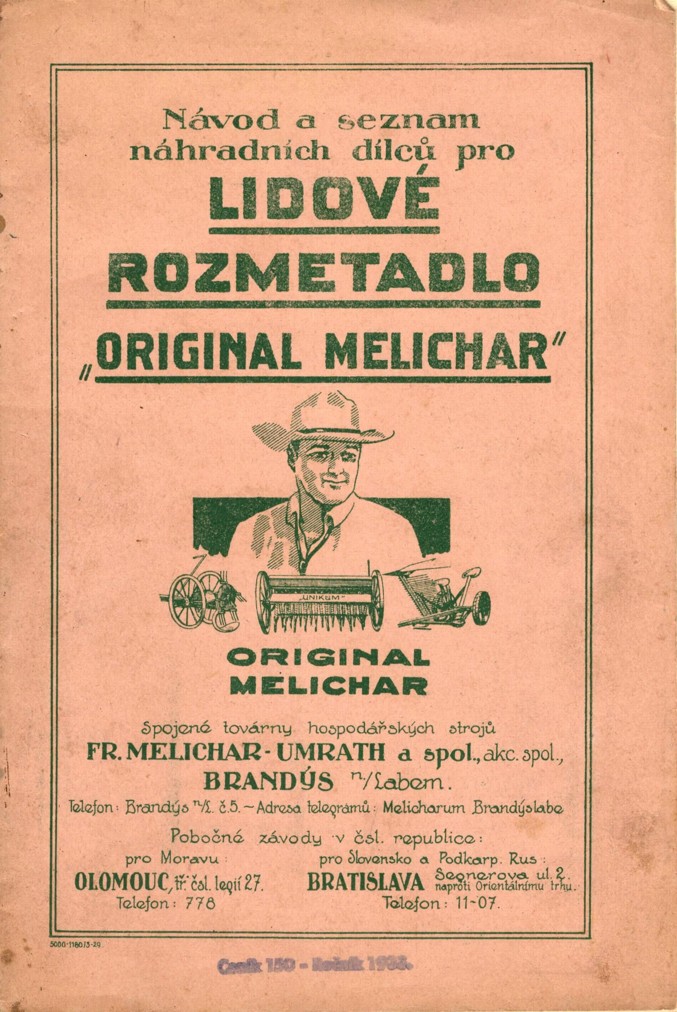 Návod a seznam
náhradních dílců pro
LIDOVÉ
ROZMETADLO
„ORIGINAL MELICHAR"
„UNIKUM"
ORIGINAL
MELICHAR
Spojené továrny hospodářských strojů
FR. MELICHAR - UMRATH a spol., akc. spol.,
BRANDÝS n/Labem.
Telefon: Brandýs n/L. č. 5. – Adresa telegramů: Melicharum Brandýslabe
Pobočné závody v čsl. republice:
pro Moravu: pro Slovensko a Podkarp. Rus:
OLOMOUC, tř. čsl. legií 27. BRATISLAVA Segnerova ul. 2. naproti Orientálnímu trhu.
Telefon: 778 Telefon: 11-07.
Ceník 150 - Ročník